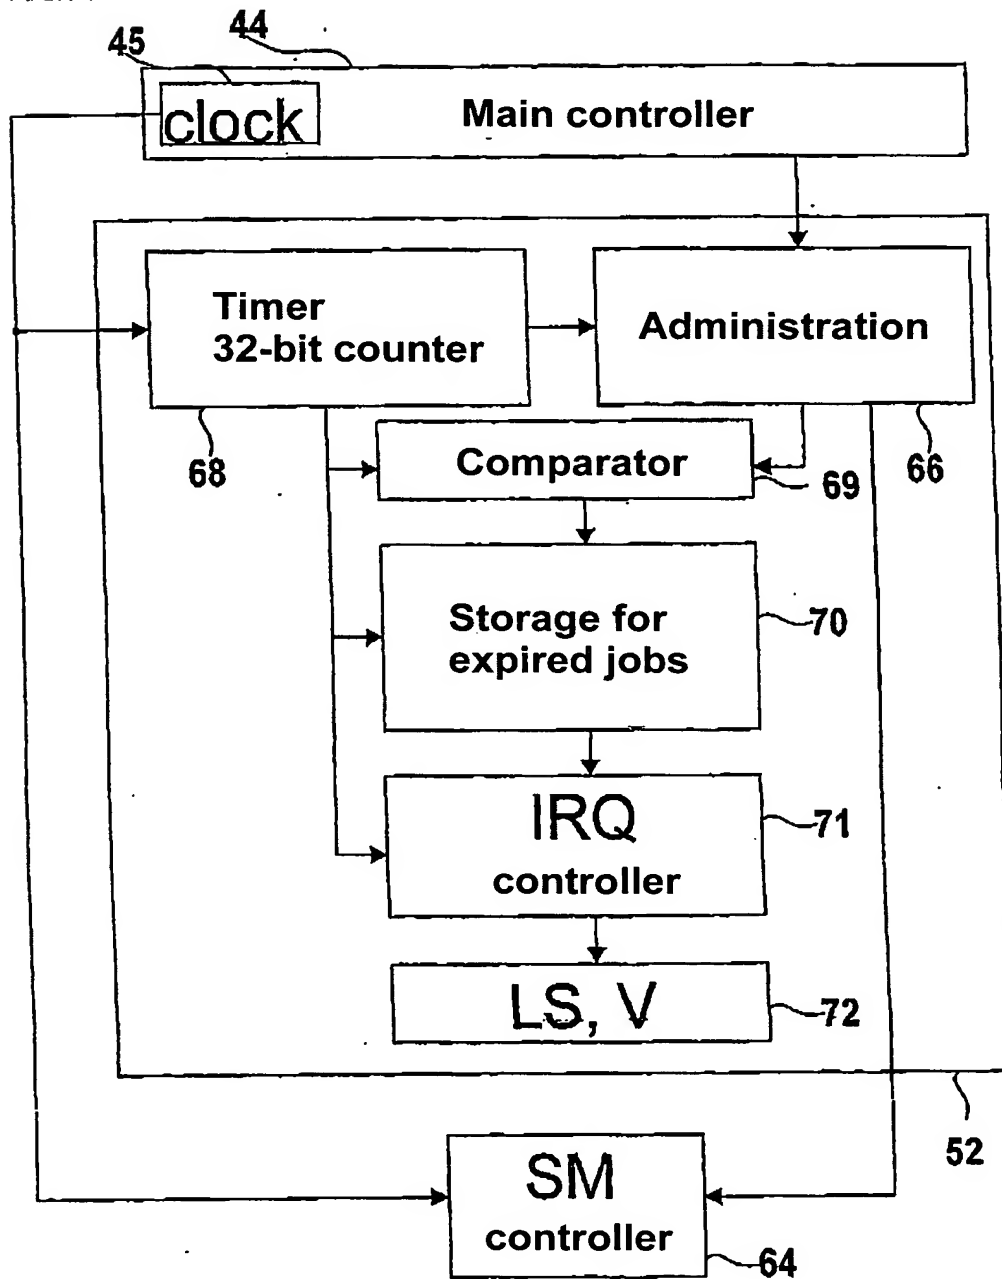 45
44
clock
Main controller
Timer
32-bit counter
Administration
68
Comparator
69
66
Storage for
expired jobs
70
IRQ
controller
71
LS, V
72
52
SM
controller
64